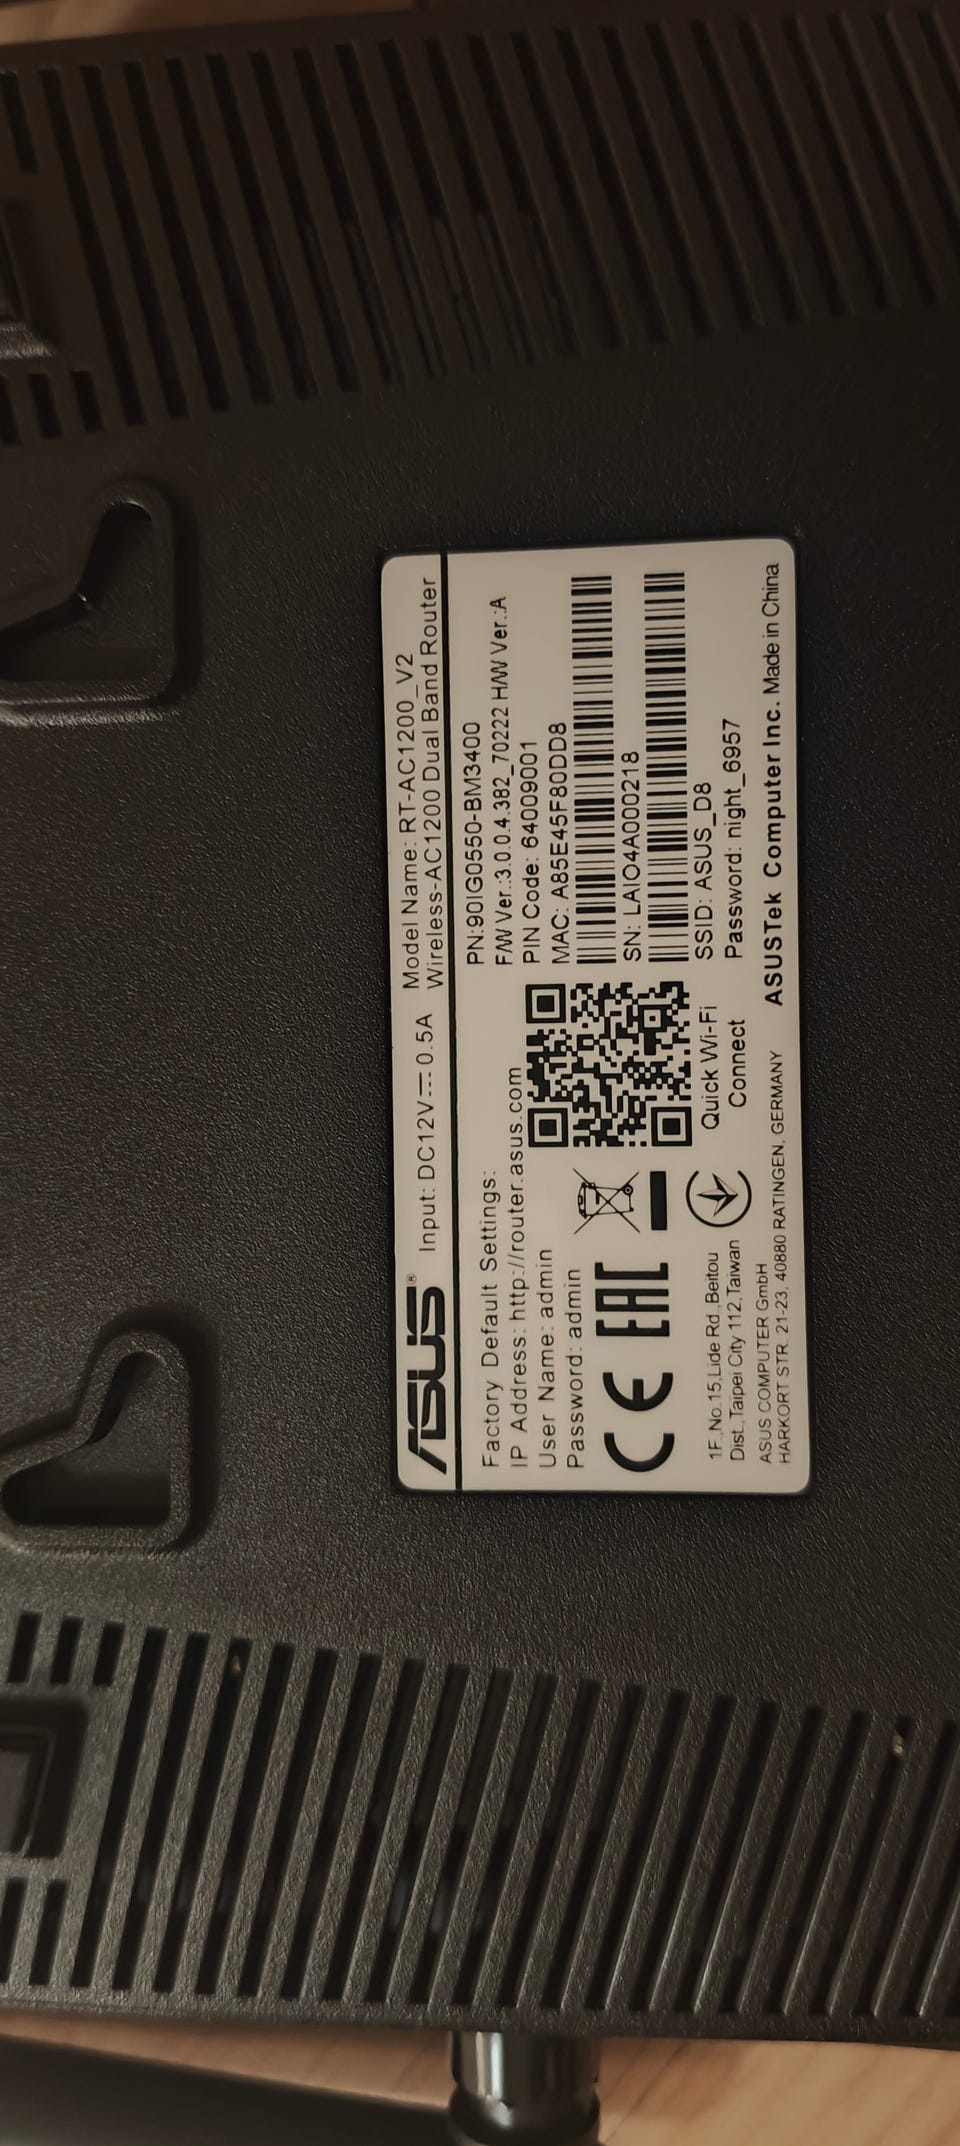 ASUS® Input: DC12V⎓0.5A
Model Name: RT-AC1200_V2
Wireless-AC1200 Dual Band Router
Factory Default Settings:
IP Address: http://router.asus.com
User Name: admin
Password: admin
CE EAC
1F.,No.15,Lide Rd.,Beitou
Dist.,Taipei City 112,Taiwan
ASUS COMPUTER GmbH
HARKORT STR. 21-23, 40880 RATINGEN, GERMANY
Quick Wi-Fi
Connect
PN:90IG0550-BM3400
F/W Ver.:3.0.0.4.382_70222 H/W Ver.:A
PIN Code: 64009001
MAC: A85E45F80DD8
SN: LAIO4A000218
SSID: ASUS_D8
Password: night_6957
ASUSTek Computer Inc. Made in China